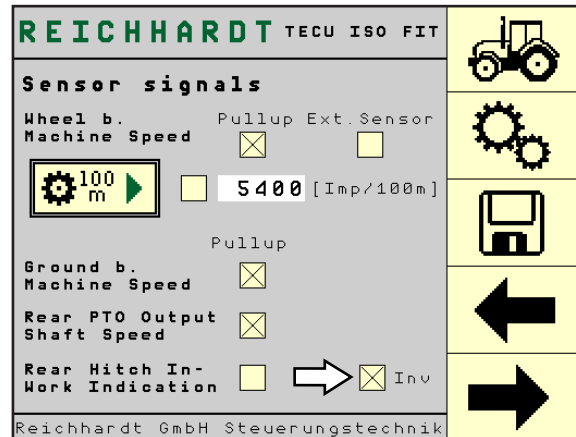 REICHHARDT TECU ISO FIT
Sensor signals
Wheel b. Pullup Ext.Sensor
Machine Speed
100
m
5400 [Imp/100m]
Pullup
Ground b.
Machine Speed
Rear PTO Output
Shaft Speed
Rear Hitch In-
Work Indication Inv
Reichhardt GmbH Steuerungstechnik